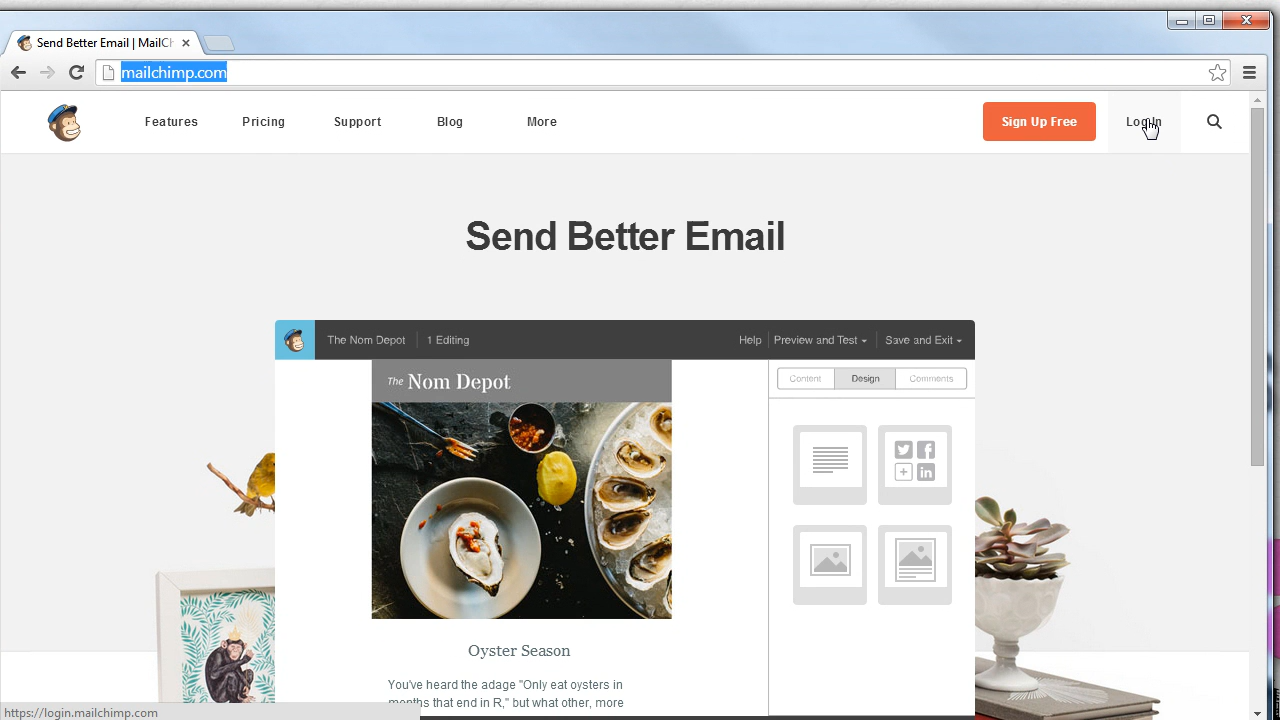 Send Better Email | MailCh
mailchimp.com
Features
Pricing
Support
Blog
More
Sign Up Free
Log In
Send Better Email
The Nom Depot
1 Editing
Help
Preview and Test
Save and Exit
The Nom Depot
Content
Design
Comments
Oyster Season
You've heard the adage "Only eat oysters in
months that end in R," but what other, more
https://login.mailchimp.com